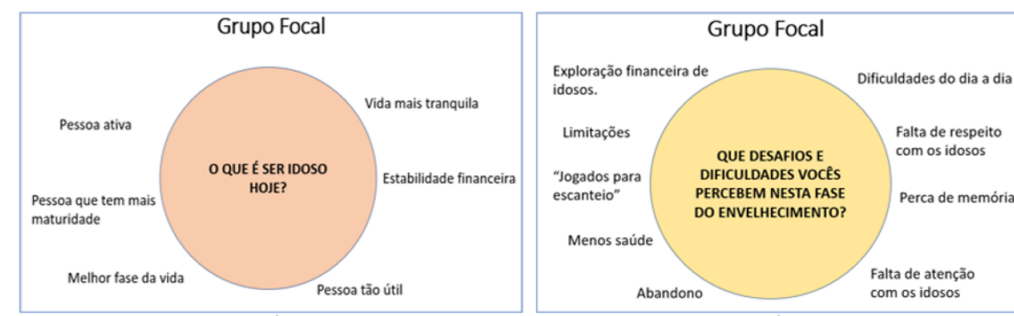 Grupo Focal
Vida mais tranquila
Pessoa ativa
O QUE É SER IDOSO
HOJE?
Estabilidade financeira
Pessoa que tem mais
maturidade
Melhor fase da vida
Pessoa tão útil
Grupo Focal
Exploração financeira de
idosos.
Dificuldades do dia a dia
Limitações
Falta de respeito
com os idosos
QUE DESAFIOS E
DIFICULDADES VOCÊS
PERCEBEM NESTA FASE
DO ENVELHECIMENTO?
“Jogados para
escanteio”
Perca de memória
Menos saúde
Falta de atenção
com os idosos
Abandono